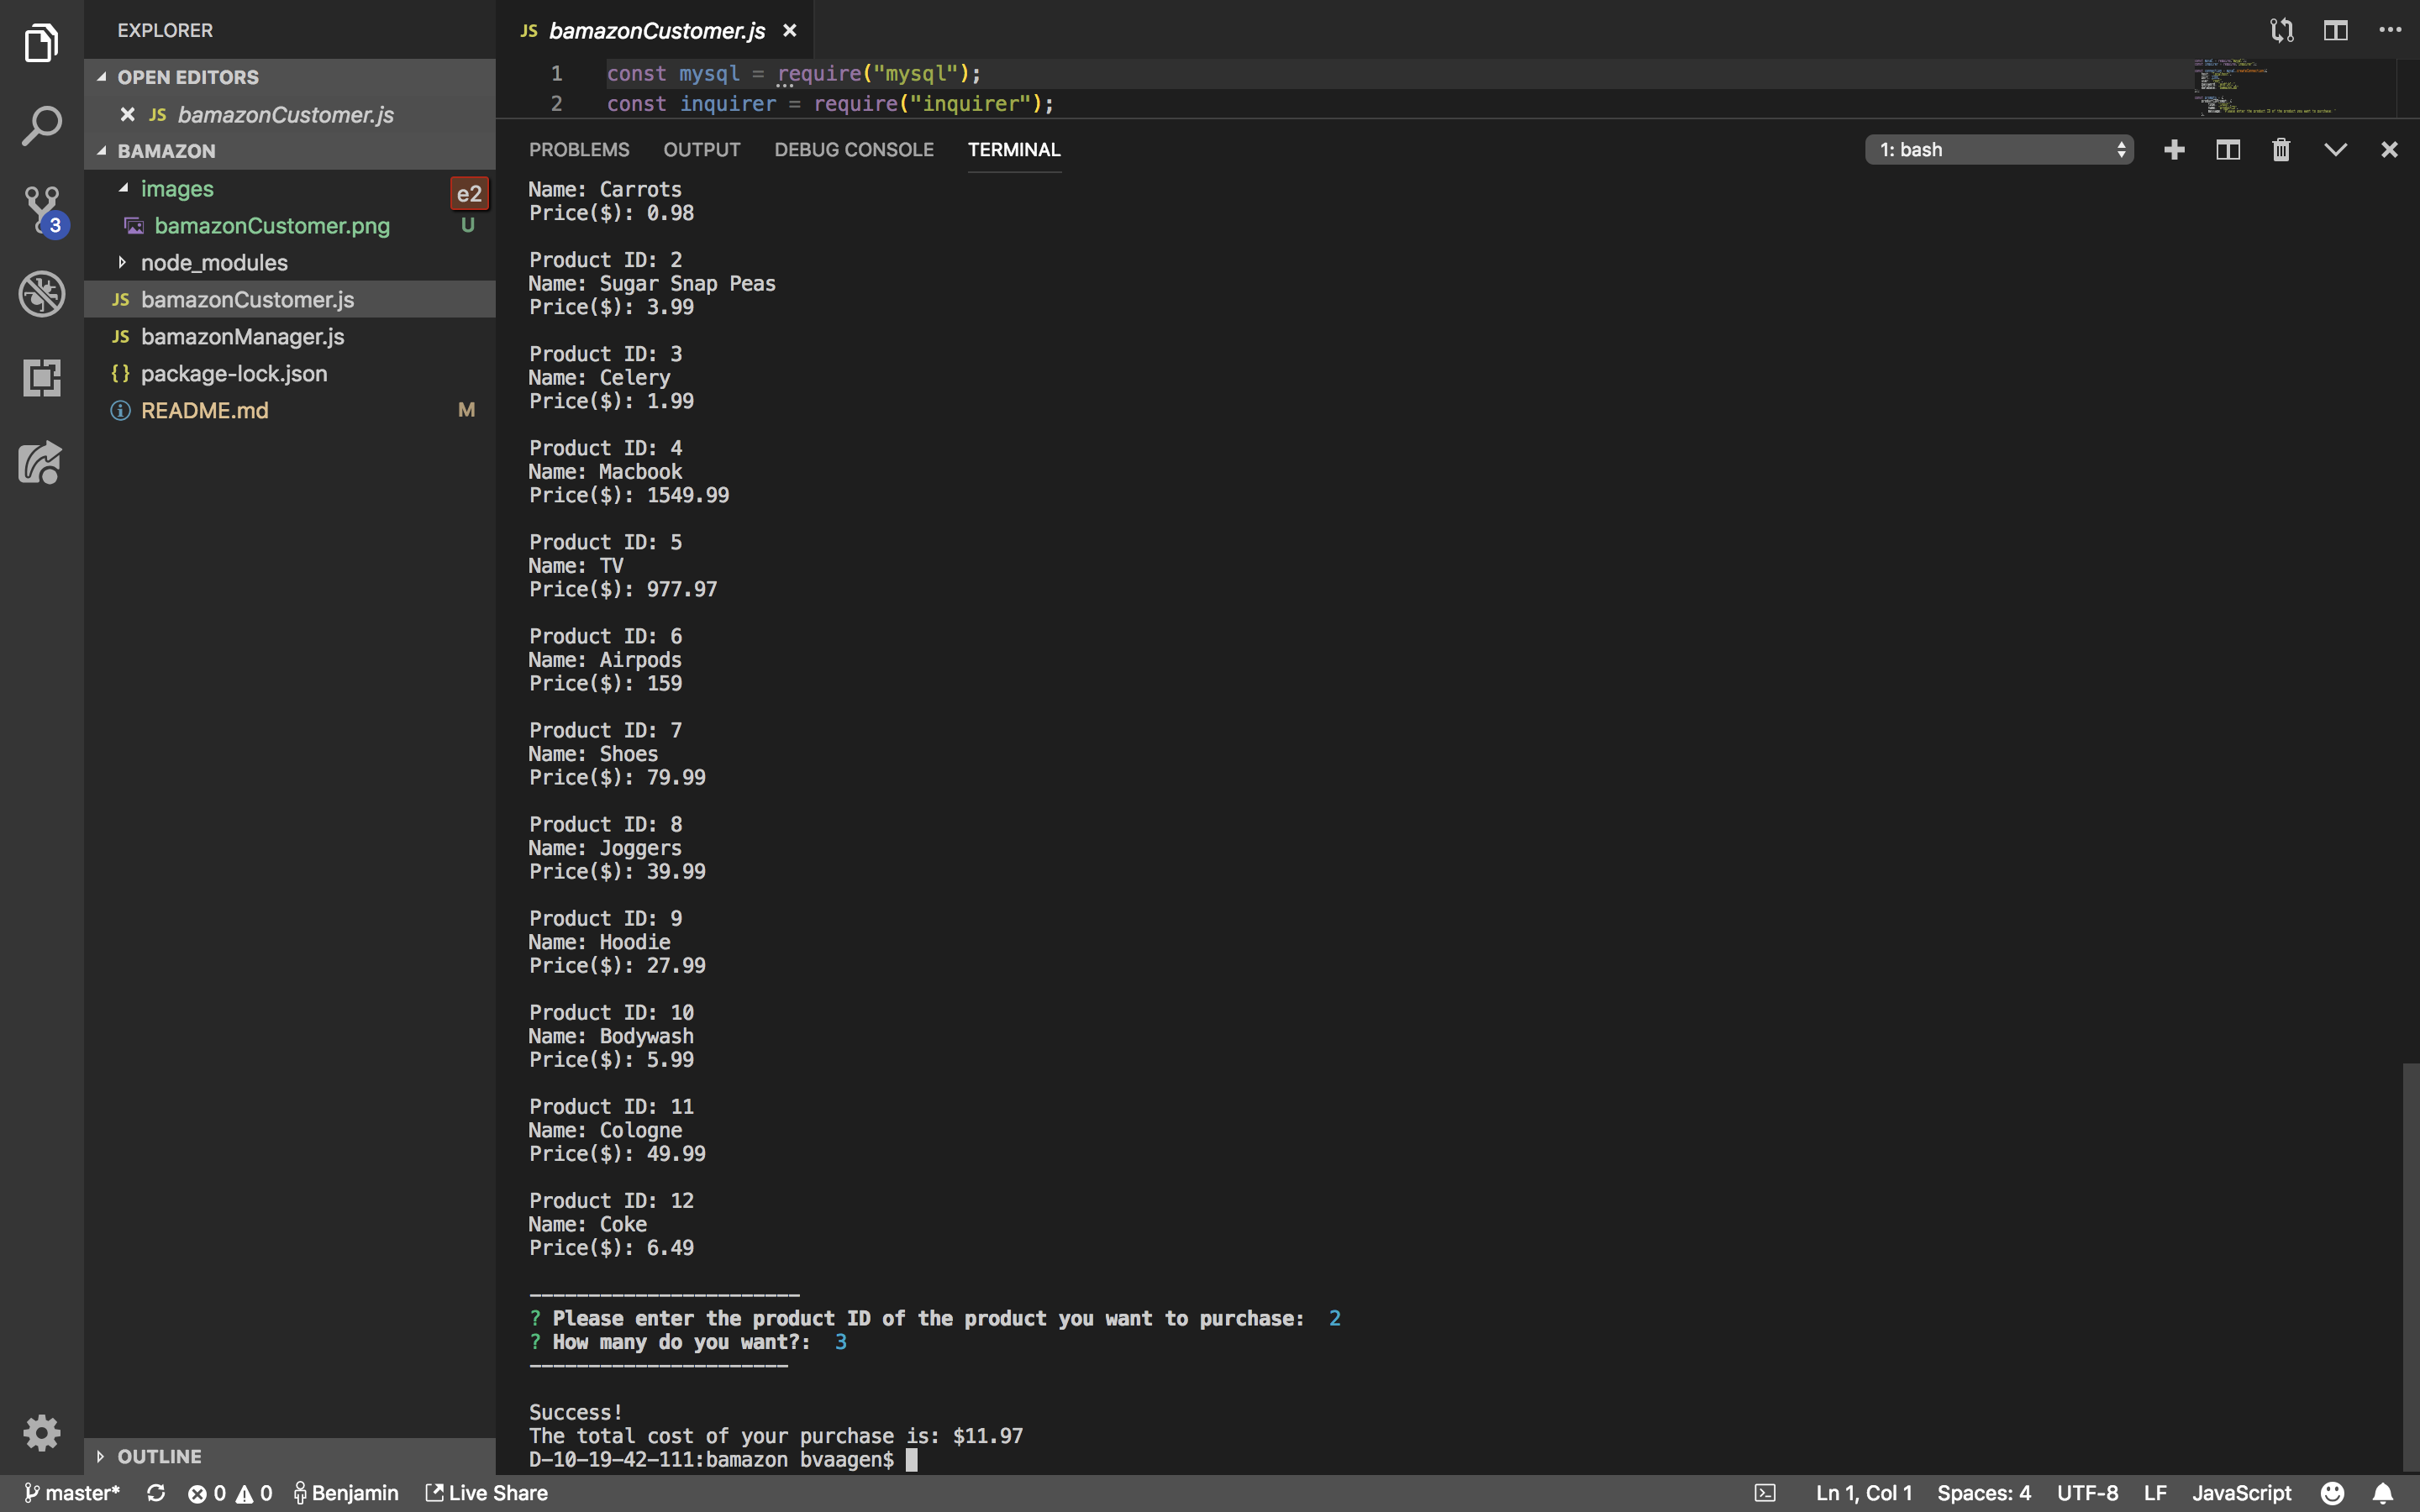 EXPLORER
OPEN EDITORS
JS bamazonCustomer.js
BAMAZON
images
e2
bamazonCustomer.png U
node_modules
JS bamazonCustomer.js
JS bamazonManager.js
{} package-lock.json
README.md M
3
OUTLINE
JS bamazonCustomer.js
1 const mysql = require("mysql");
2 const inquirer = require("inquirer");
PROBLEMS OUTPUT DEBUG CONSOLE TERMINAL 1: bash
Name: Carrots
Price($): 0.98
Product ID: 2
Name: Sugar Snap Peas
Price($): 3.99
Product ID: 3
Name: Celery
Price($): 1.99
Product ID: 4
Name: Macbook
Price($): 1549.99
Product ID: 5
Name: TV
Price($): 977.97
Product ID: 6
Name: Airpods
Price($): 159
Product ID: 7
Name: Shoes
Price($): 79.99
Product ID: 8
Name: Joggers
Price($): 39.99
Product ID: 9
Name: Hoodie
Price($): 27.99
Product ID: 10
Name: Bodywash
Price($): 5.99
Product ID: 11
Name: Cologne
Price($): 49.99
Product ID: 12
Name: Coke
Price($): 6.49
-----------------------
? Please enter the product ID of the product you want to purchase: 2
? How many do you want?: 3
----------------------
Success!
The total cost of your purchase is: $11.97
D-10-19-42-111:bamazon bvaagen$
master* 0 0 Benjamin Live Share Ln 1, Col 1 Spaces: 4 UTF-8 LF JavaScript